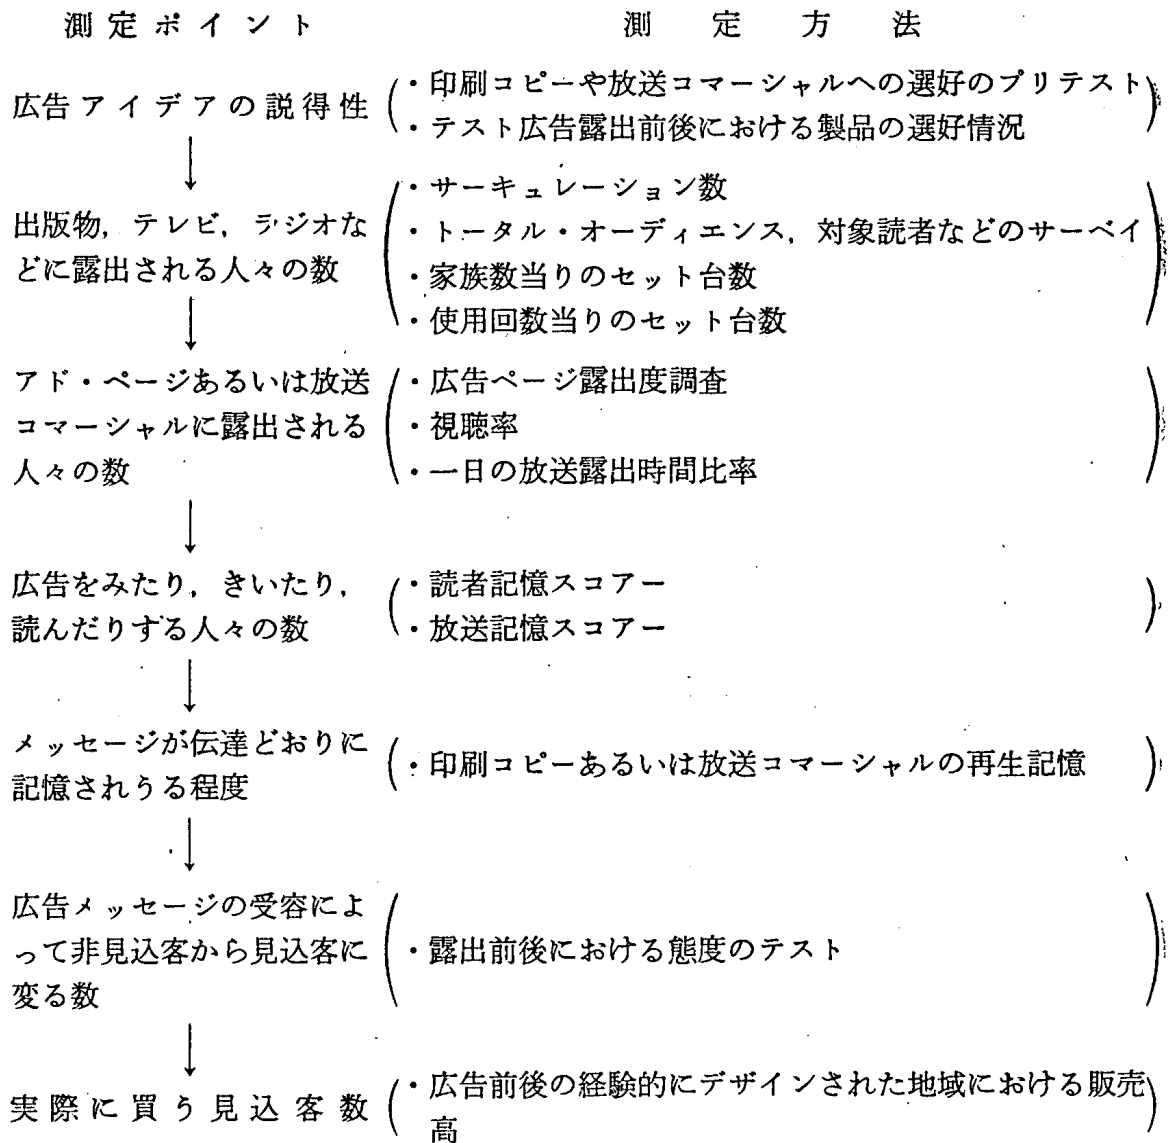 測定ポイント 測定方法
広告アイデアの説得性
・印刷コピーや放送コマーシャルへの選好のプリテスト
・テスト広告露出前後における製品の選好情況
出版物，テレビ，ラジオな
どに露出される人々の数
・サーキュレーション数
・トータル・オーディエンス，対象読者などのサーベイ
・家族数当りのセット台数
・使用回数当りのセット台数
アド・ページあるいは放送
コマーシャルに露出される
人々の数
・広告ページ露出度調査
・視聴率
・一日の放送露出時間比率
広告をみたり，きいたり，
読んだりする人々の数
・読者記憶スコアー
・放送記憶スコアー
メッセージが伝達どおりに
記憶されうる程度
・印刷コピーあるいは放送コマーシャルの再生記憶
広告メッセージの受容によ
って非見込客から見込客に
変る数
・露出前後における態度のテスト
実際に買う見込客数
・広告前後の経験的にデザインされた地域における販売
高